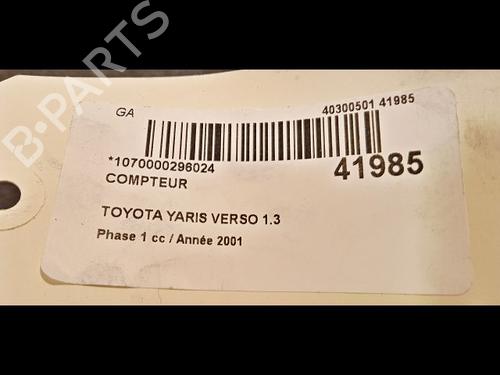 GA
40300501 41985
*1070000296024
41985
COMPTEUR
TOYOTA YARIS VERSO 1.3
Phase 1 cc / Année 2001
B-PARTS